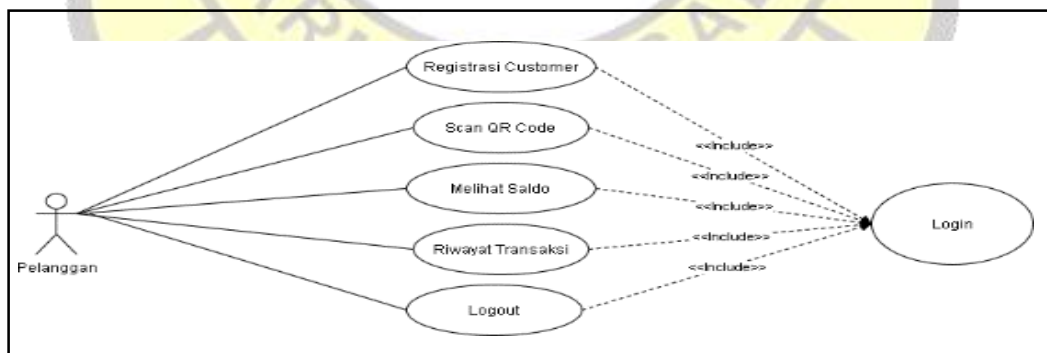 Registrasi Customer
Scan QR Code
<<Include>>
<<Include>>
Melihat Saldo
<<Include>>
Login
<<Include>>
Riwayat Transaksi
Pelanggan
<<Include>>
Logout